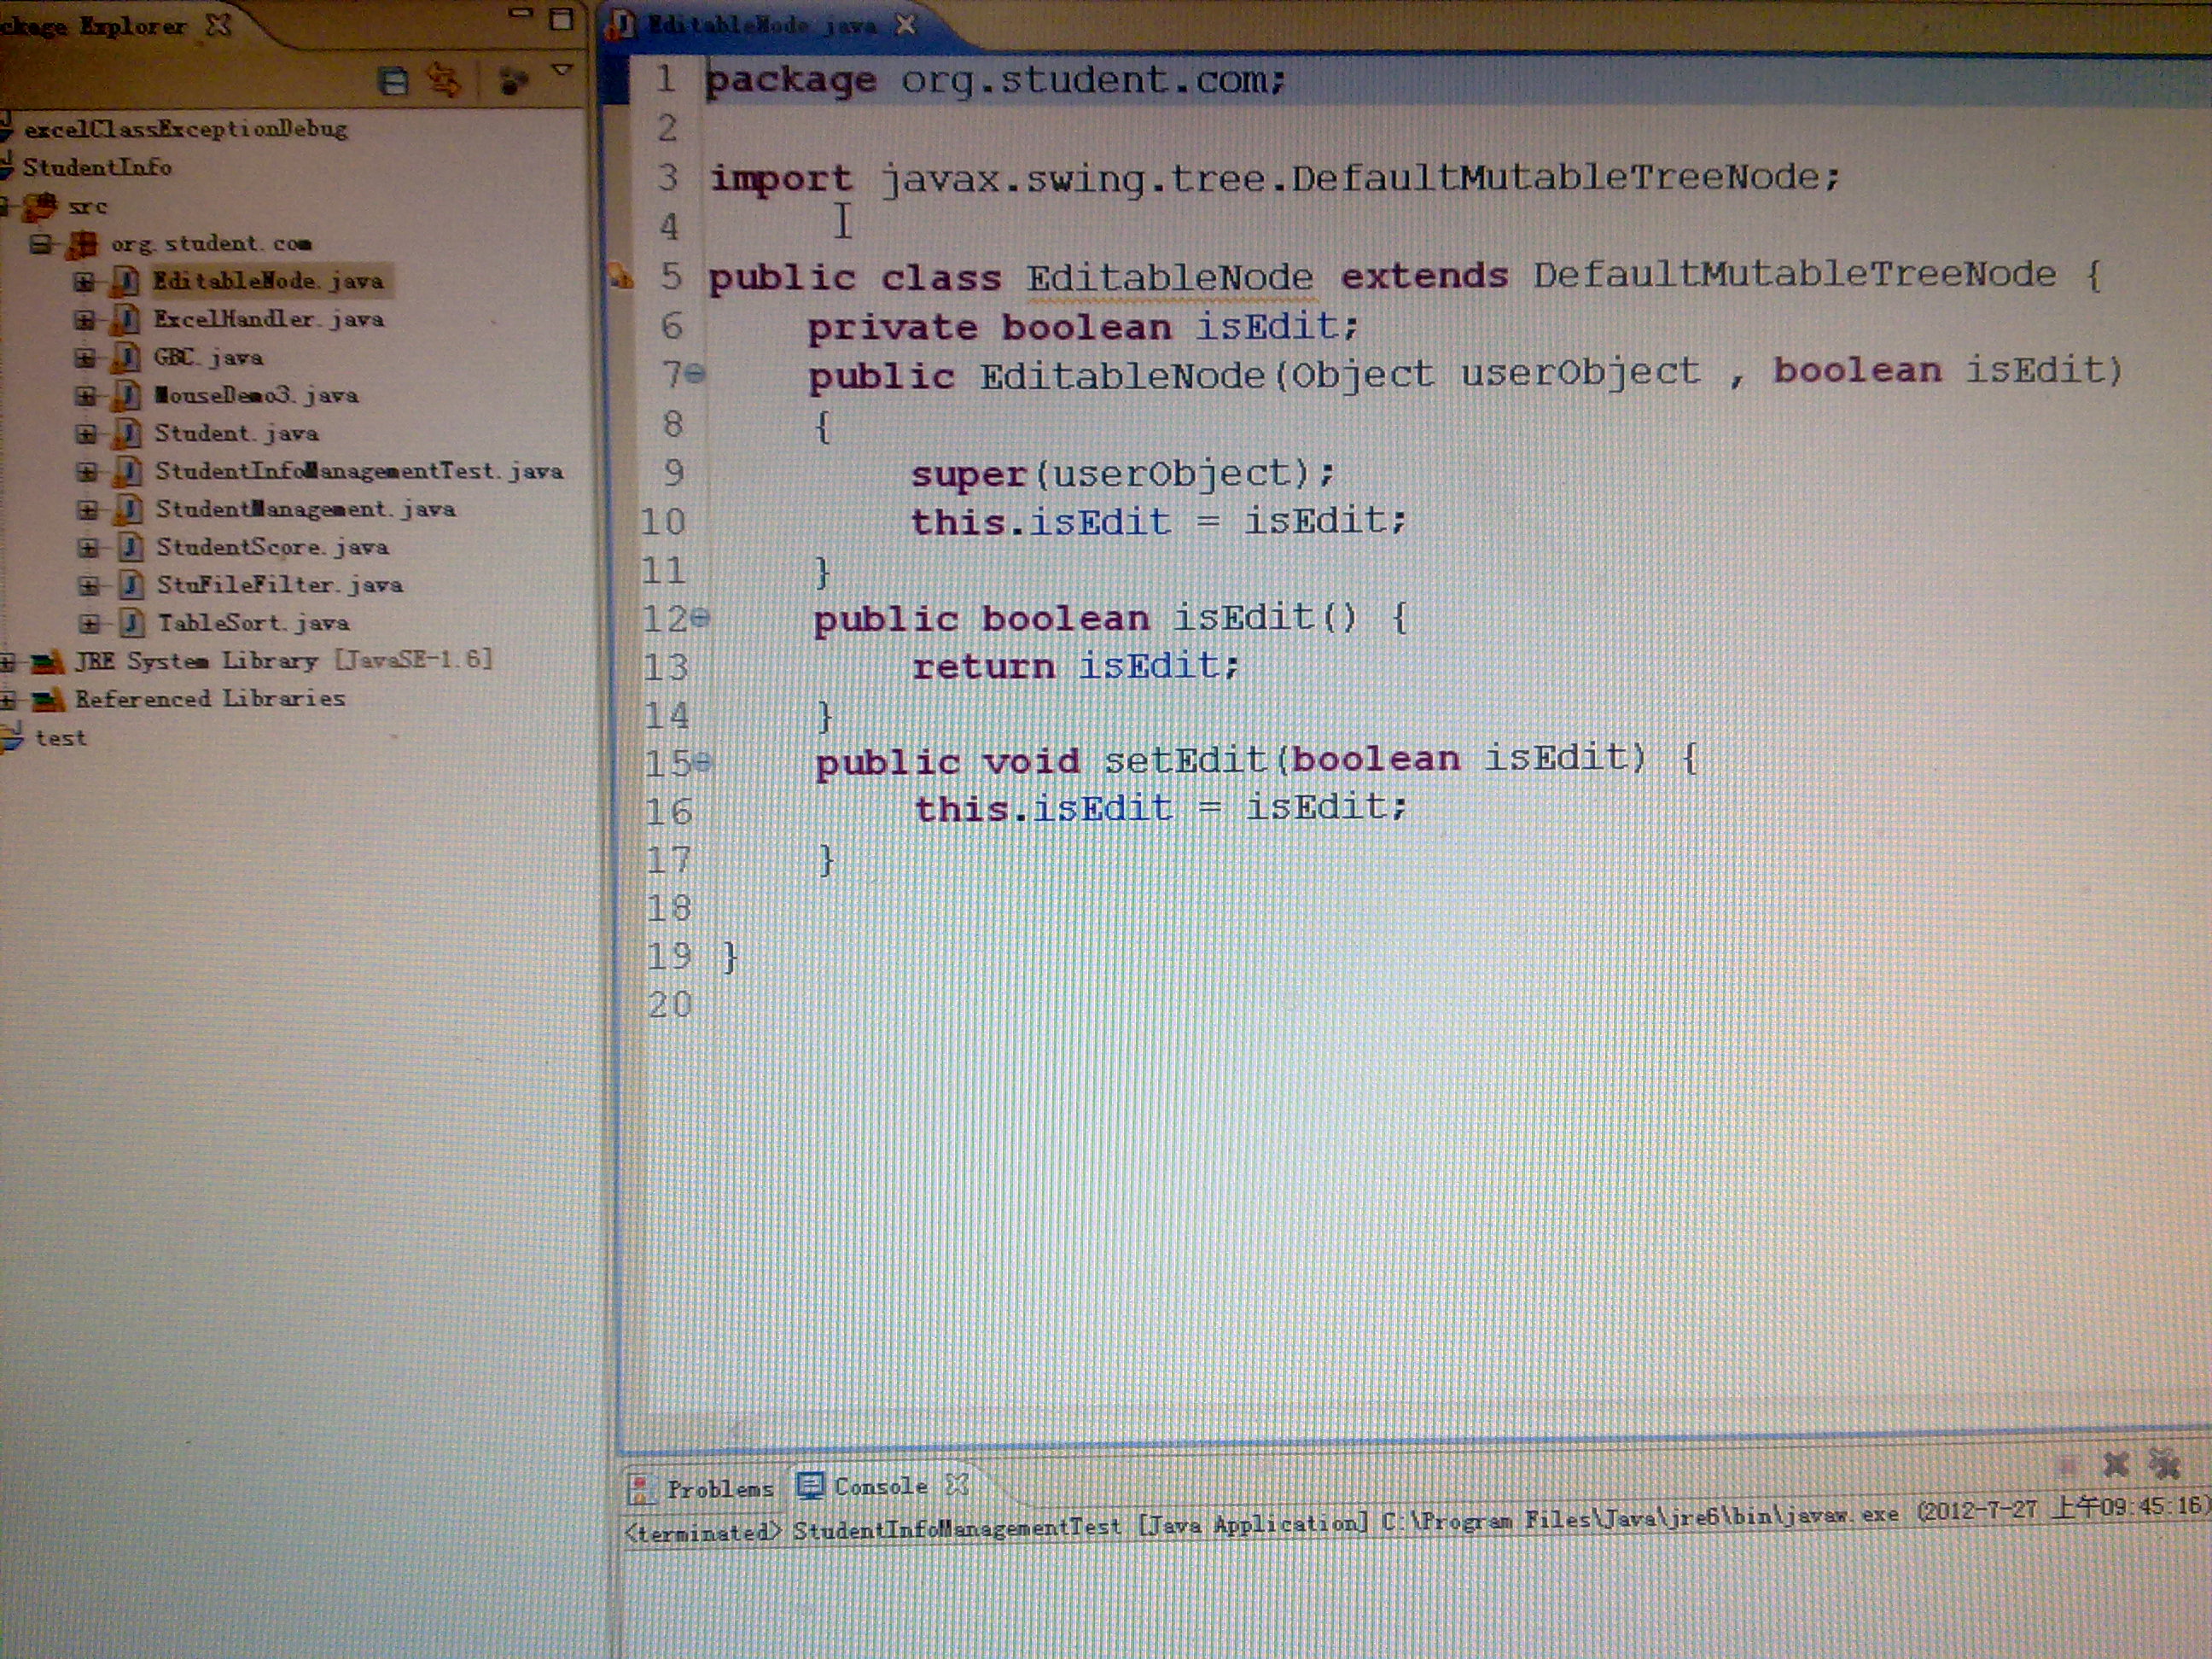 ckage Explorer
excelClassExceptionDebug
StudentInfo
src
org.student.com
EditableNode.java
ExcelHandler.java
GBC.java
MouseDemo3.java
Student.java
StudentInfoManagementTest.java
StudentManagement.java
StudentScore.java
StuFileFilter.java
TableSort.java
JRE System Library [JavaSE-1.6]
Referenced Libraries
test
EditableNode.java
1 package org.student.com;
2
3 import javax.swing.tree.DefaultMutableTreeNode;
4
5 public class EditableNode extends DefaultMutableTreeNode {
6 private boolean isEdit;
7 public EditableNode(Object userObject , boolean isEdit)
8 {
9 super(userObject);
10 this.isEdit = isEdit;
11 }
12 public boolean isEdit() {
13 return isEdit;
14 }
15 public void setEdit(boolean isEdit) {
16 this.isEdit = isEdit;
17 }
18
19 }
20
Problems Console
<terminated> StudentInfoManagementTest [Java Application] C:\Program Files\Java\jre6\bin\javaw.exe (2012-7-27 上午09:45:16)